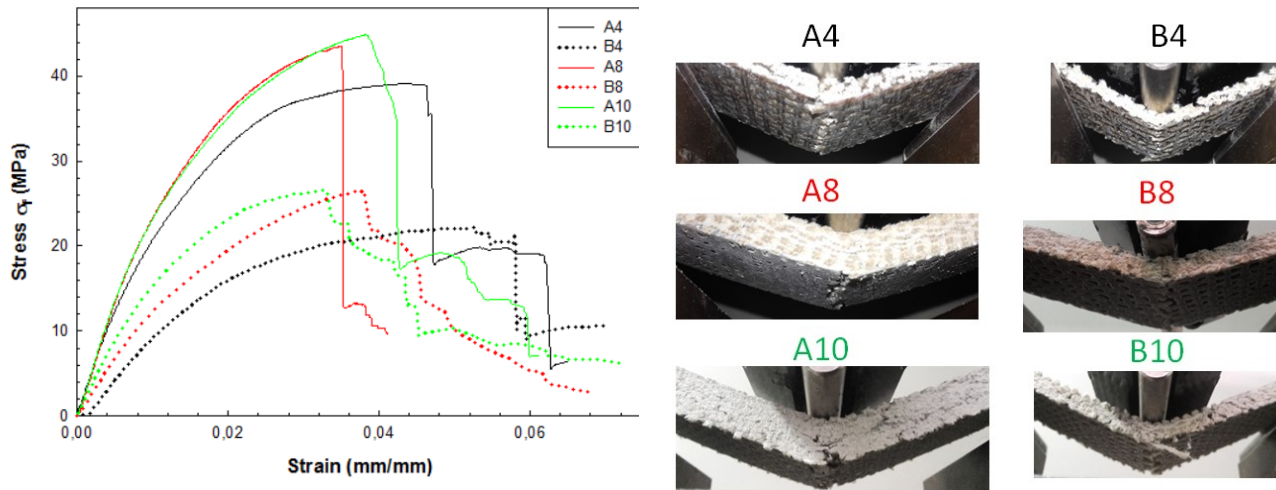 Stress σf (MPa)
40
30
20
10
0
0,00
0,02
0,04
0,06
Strain (mm/mm)
A4
B4
A8
B8
A10
B10
A4
B4
A8
B8
A10
B10